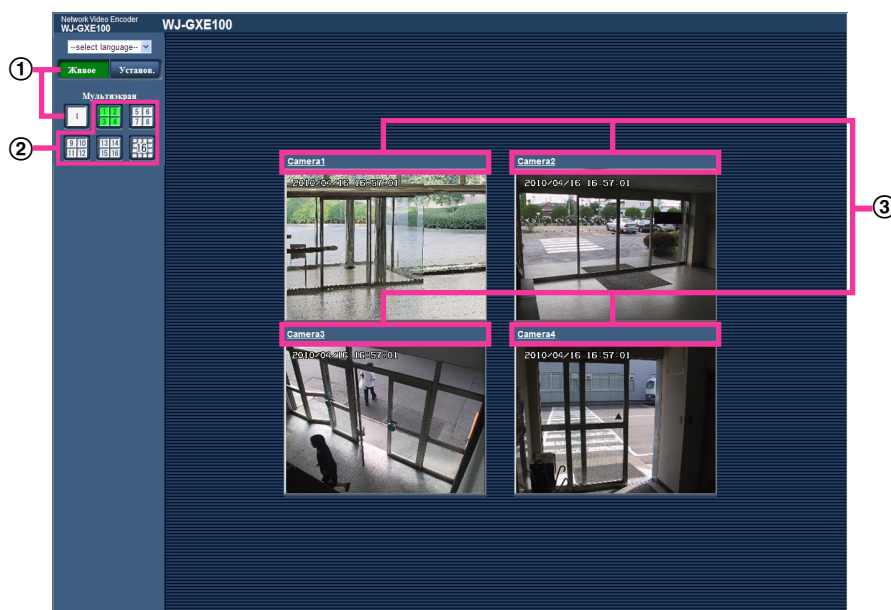 Network Video Encoder
WJ-GXE100
WJ-GXE100
--select language--
①
Живое
Установ.
Мультиэкран
1
1 2
3 4
5 6
7 8
②
9 10
11 12
13 14
15 16
16
③
Camera1
Camera2
2010/04/16 16:57:01
2010/04/16 16:57:01
Camera3
Camera4
2010/04/16 16:57:01
2010/04/16 16:57:01